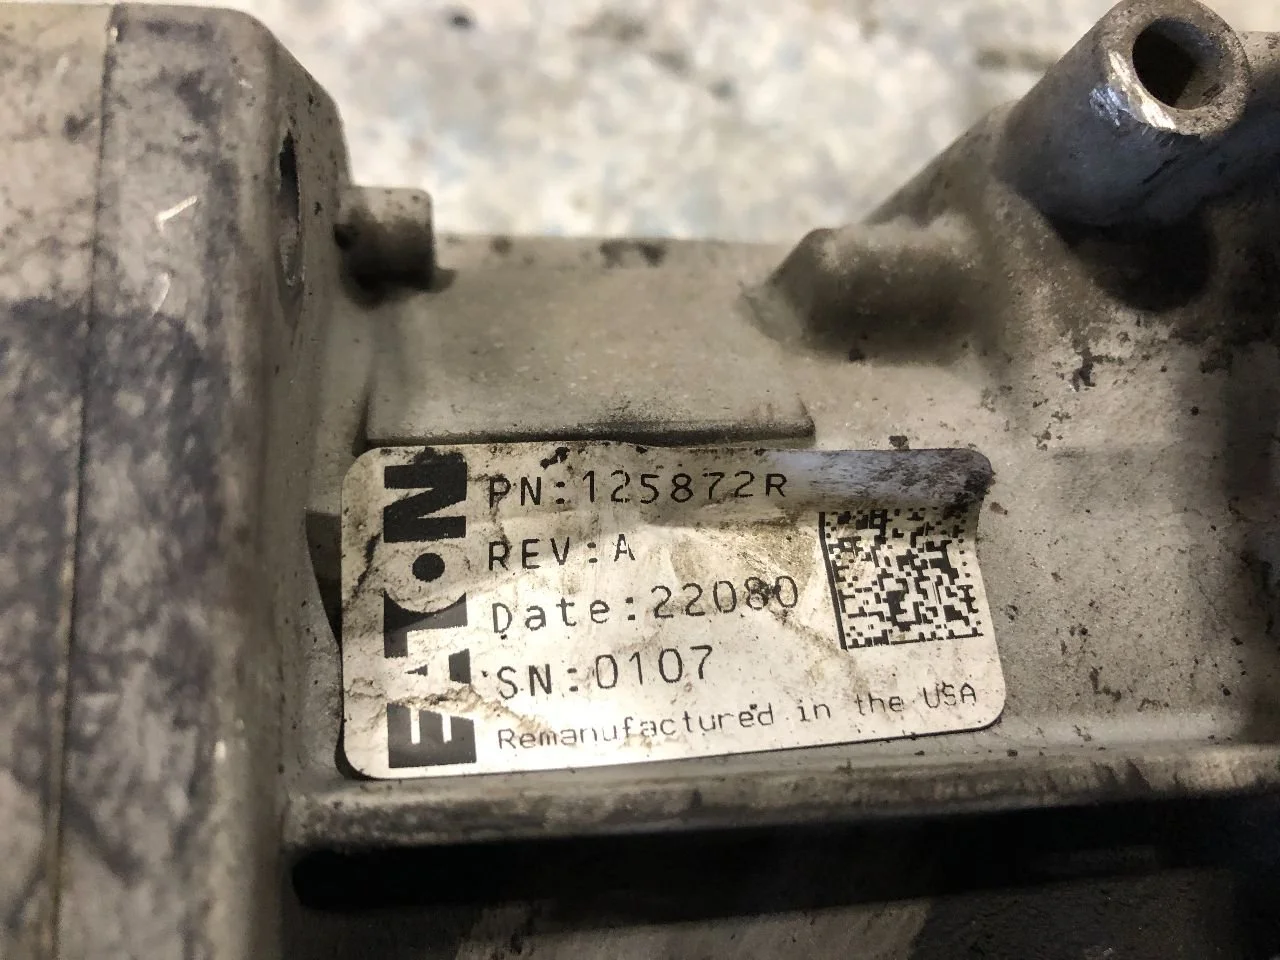 EATON
PN:125872R
REV:A
Date:22080
SN:0107
Remanufactured in the USA